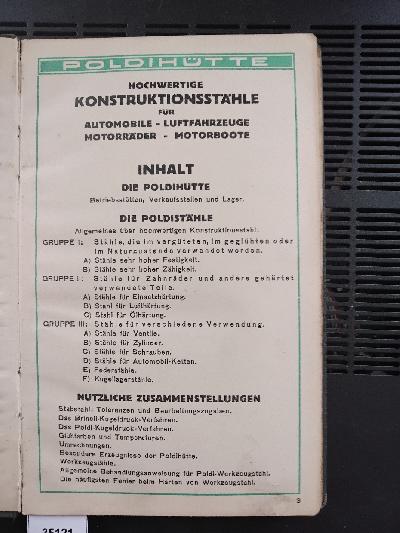 POLDIHÜTTE
HOCHWERTIGE
KONSTRUKTIONSSTÄHLE
FÜR
AUTOMOBILE - LUFTFAHRZEUGE
MOTORRÄDER - MOTORBOOTE
INHALT
DIE POLDIHÜTTE
Betriebsstätten, Verkaufsstellen und Lager.
DIE POLDISTÄHLE
Allgemeines über hochwertigen Konstruktionsstahl.
GRUPPE I: Stähle, die im vergüteten, im geglühten oder
im Naturzustande verwendet werden.
A) Stähle sehr hoher Festigkeit.
B) Stähle sehr hoher Zähigkeit.
GRUPPE II: Stähle für Zahnräder und andere gehärtet
verwendete Teile.
A) Stähle für Einsatzhärtung.
B) Stahl für Lufthärtung.
C) Stahl für Ölhärtung.
GRUPPE III: Stähle für verschiedene Verwendung.
A) Stähle für Ventile.
B) Stähle für Zylinder.
C) Stähle für Schrauben.
D) Stähle für Automobil-Ketten.
E) Federstähle.
F) Kugellagerstähle.
NÜTZLICHE ZUSAMMENSTELLUNGEN
Stabstahl: Toleranzen und Bearbeitungszugaben.
Das Brinell-Kugeldruck-Verfahren.
Das Poldi-Kugeldruck-Verfahren.
Glühfarben und Temperaturen.
Umrechnungen.
Besondere Erzeugnisse der Poldihütte.
Werkzeugstähle.
Allgemeine Behandlungsanweisung für Poldi-Werkzeugstahl.
Die häufigsten Fehler beim Härten von Werkzeugstahl.
3
35121